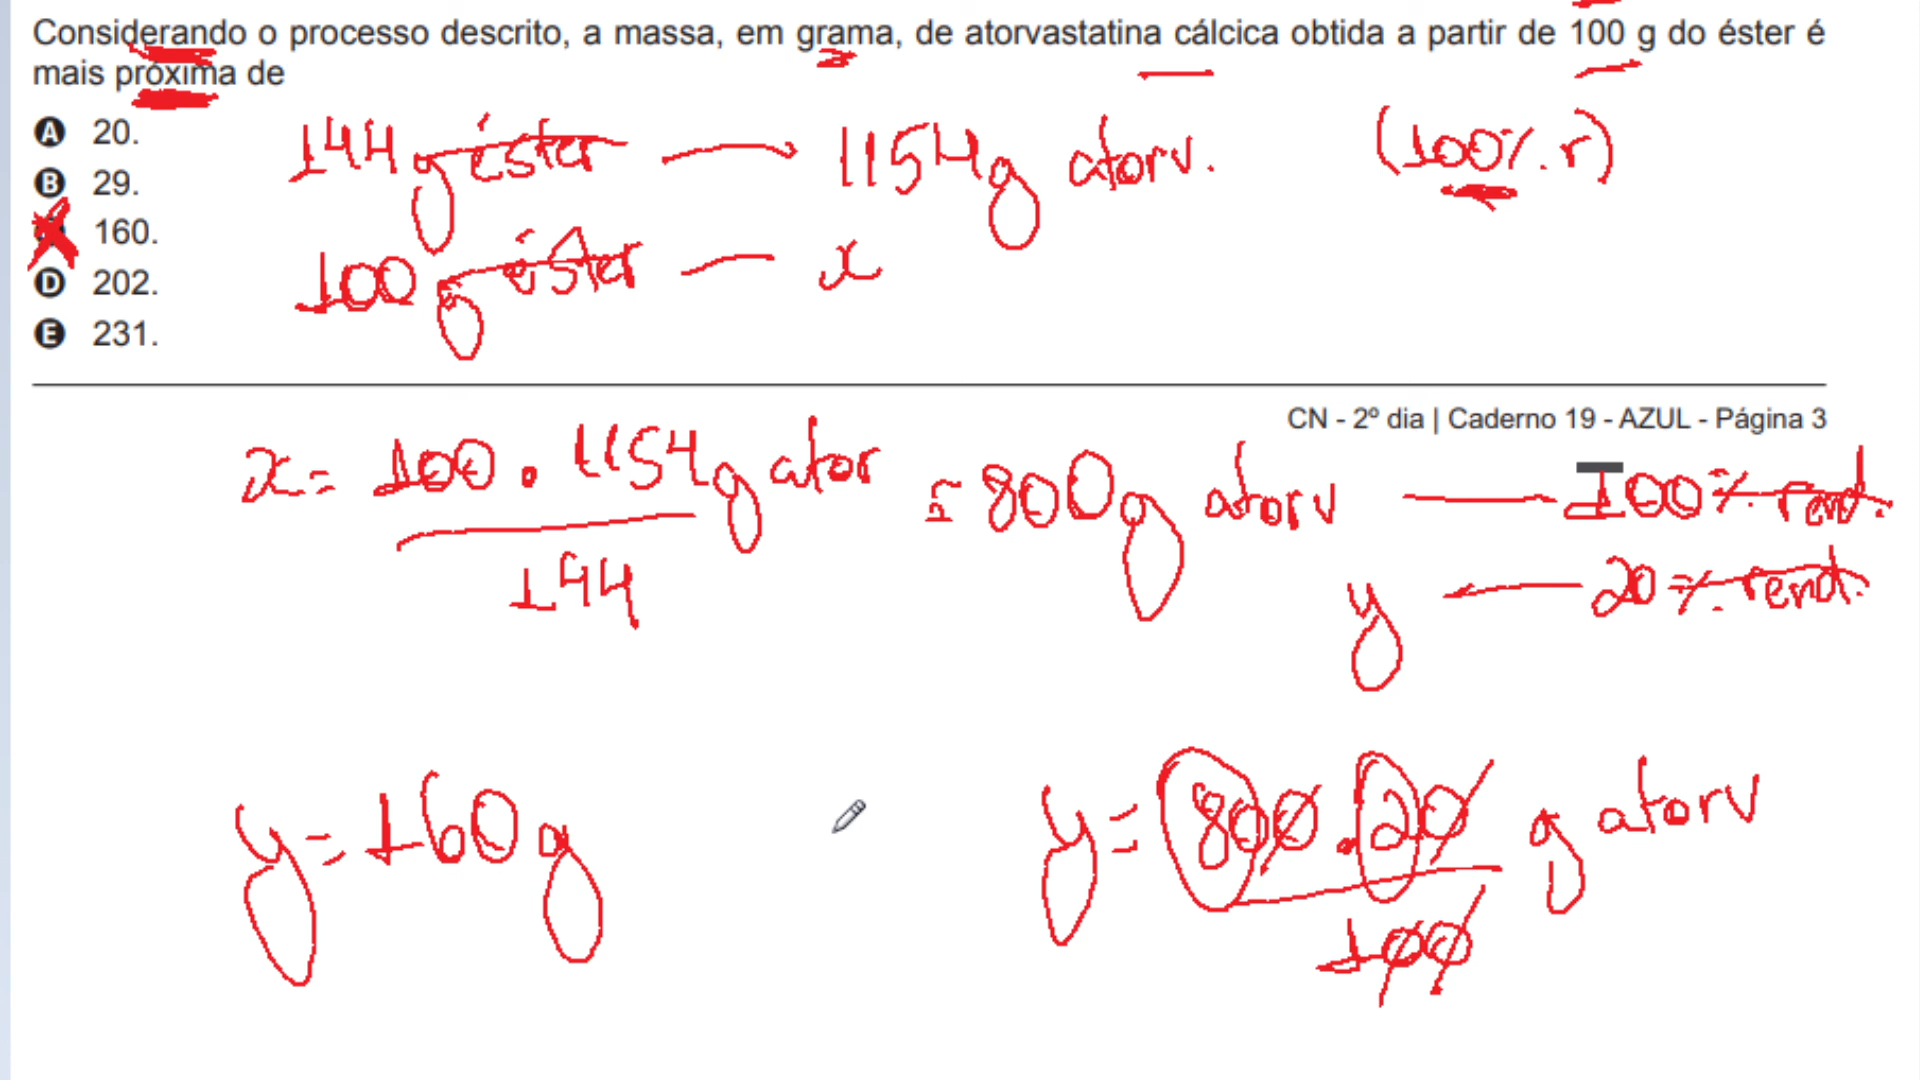 Considerando o processo descrito, a massa, em grama, de atorvastatina cálcica obtida a partir de 100 g do éster é
mais próxima de
A 20.
B 29.
160.
D 202.
E 231.
144 g éster — 1154 g atorv. (100% r)
100 g éster — x
CN - 2º dia | Caderno 19 - AZUL - Página 3
x = 100 . 1154 g ator = 800 g atorv — 100% rend.
144
y — 20% rend.
y = 160 g
y = 800 . 20 g atorv
100